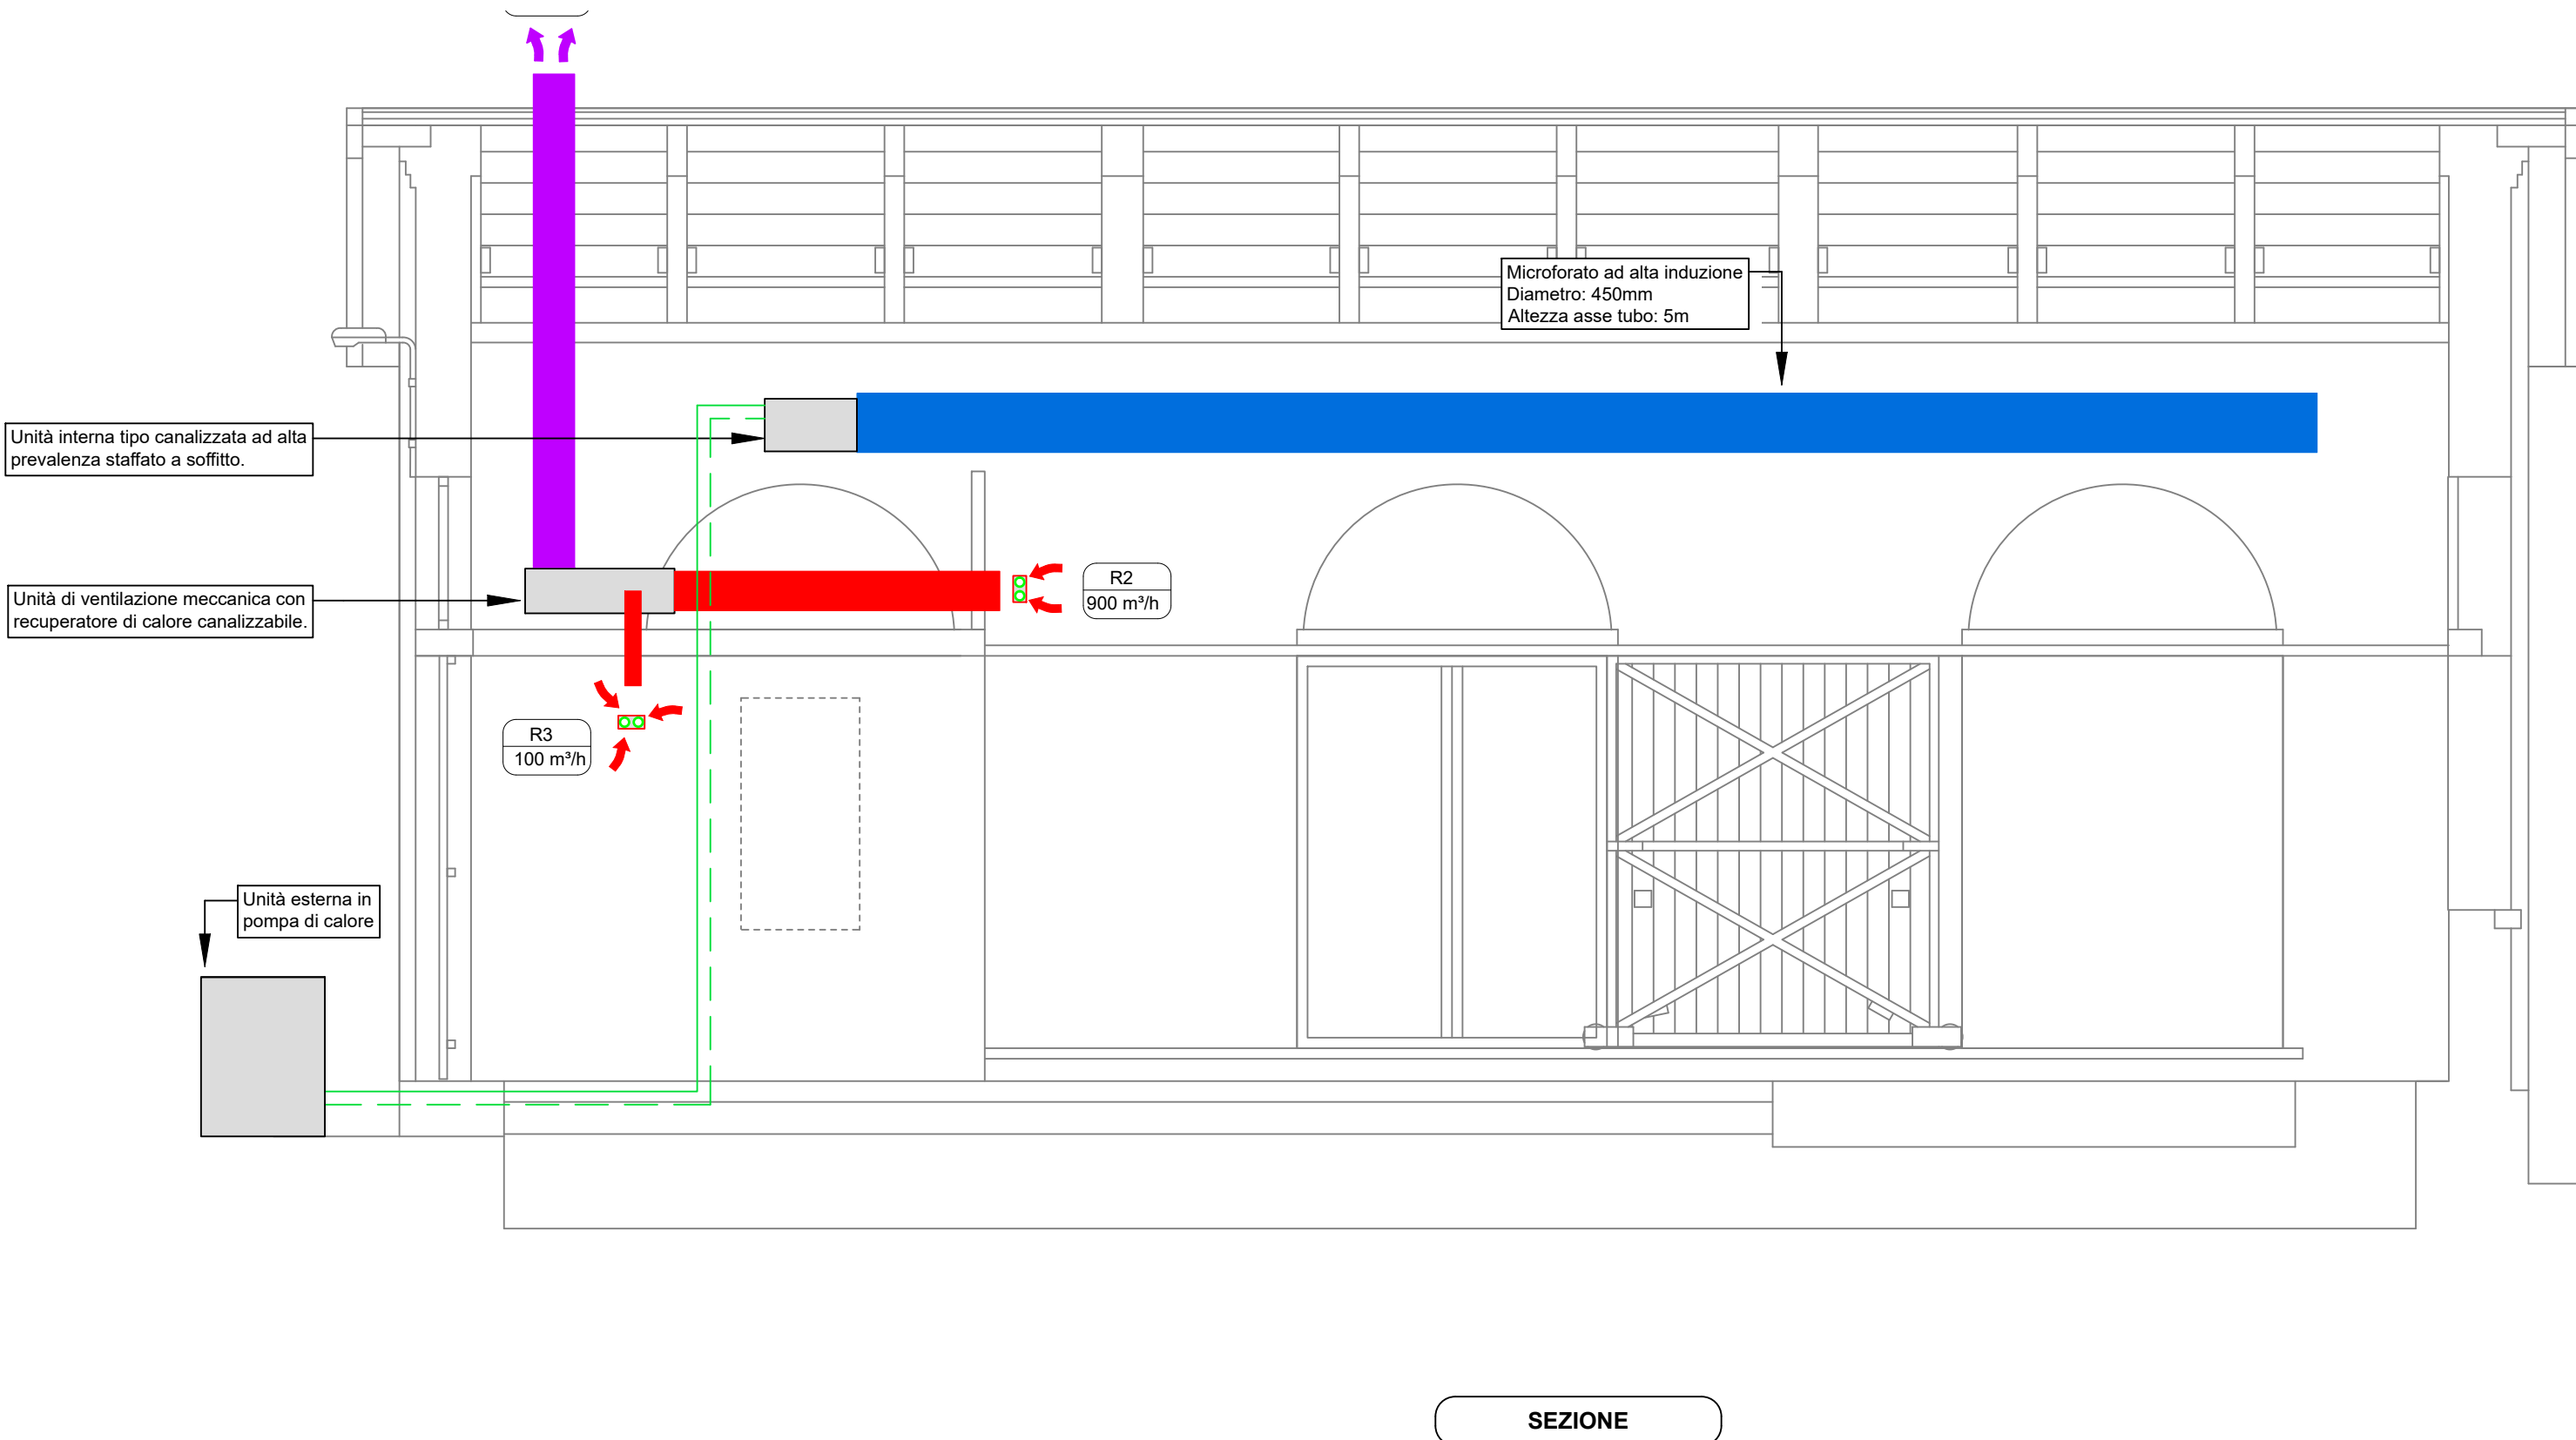 Microforato ad alta induzione
Diametro: 450mm
Altezza asse tubo: 5m
Unità interna tipo canalizzata ad alta
prevalenza staffato a soffitto.
Unità di ventilazione meccanica con
recuperatore di calore canalizzabile.
R2
900 m³/h
R3
100 m³/h
Unità esterna in
pompa di calore
SEZIONE